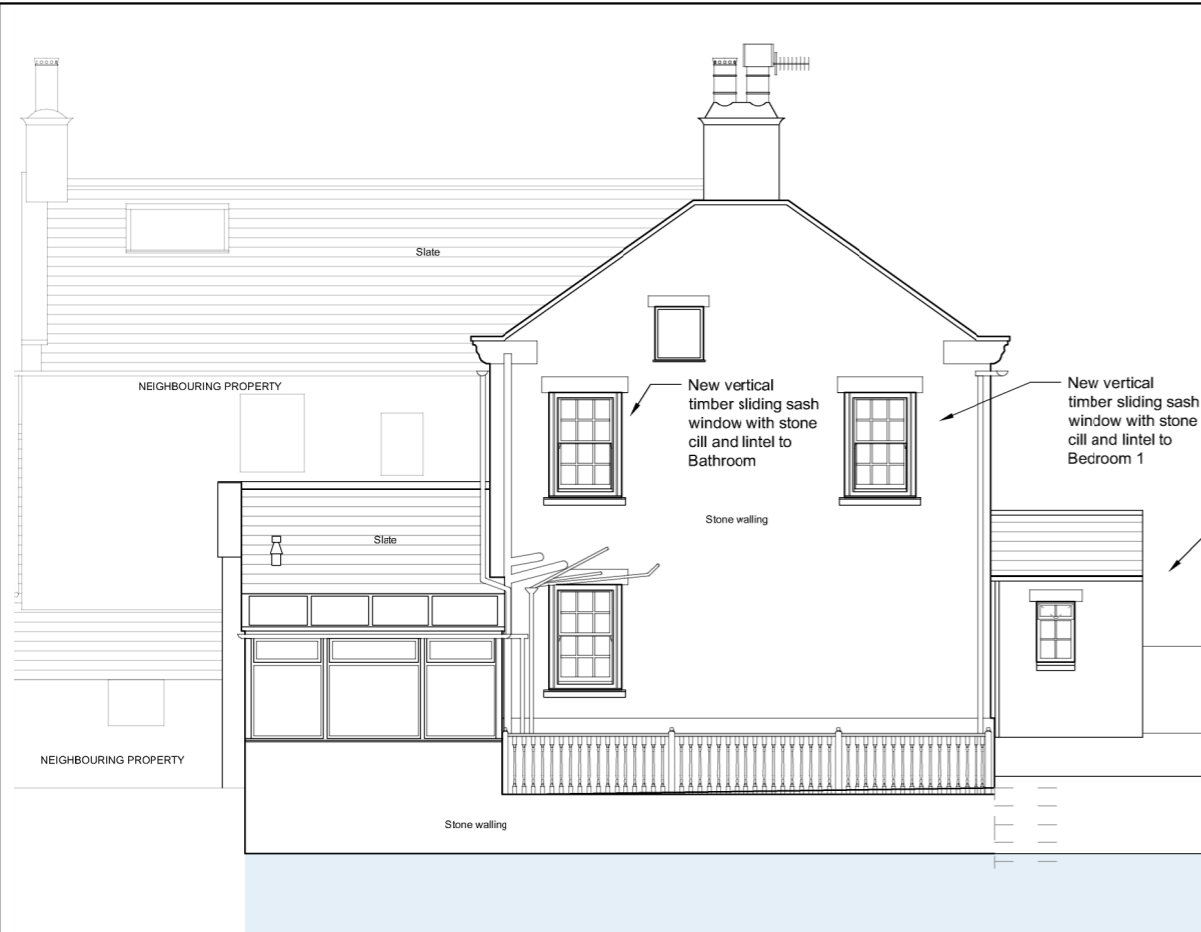 Slate
NEIGHBOURING PROPERTY
New vertical
timber sliding sash
window with stone
cill and lintel to
Bathroom
New vertical
timber sliding sash
window with stone
cill and lintel to
Bedroom 1
Stone walling
Slate
NEIGHBOURING PROPERTY
Stone walling